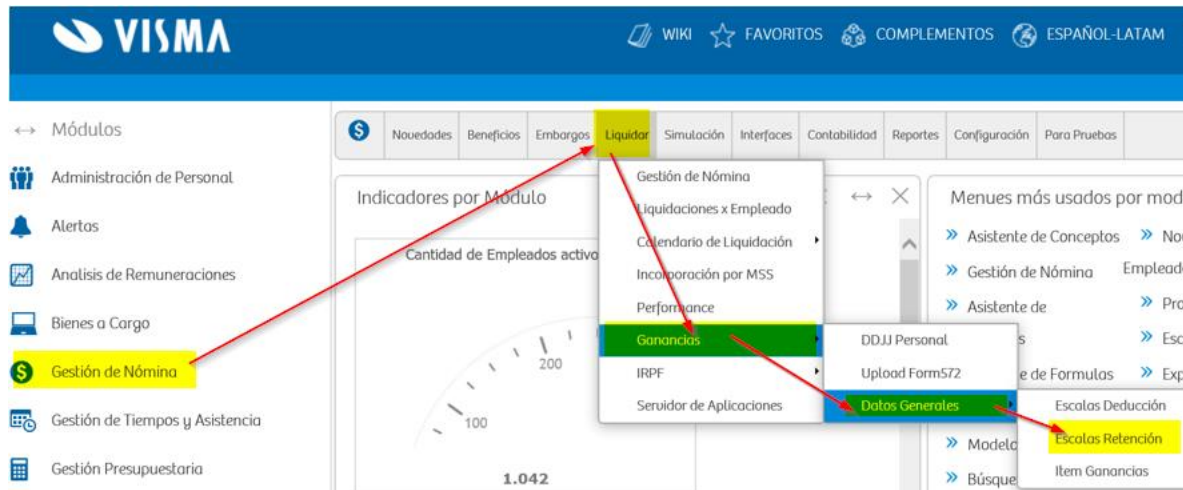 VISMA
WIKI FAVORITOS COMPLEMENTOS ESPAÑOL-LATAM
Módulos
Administración de Personal
Alertas
Analisis de Remuneraciones
Bienes a Cargo
Gestión de Nómina
Gestión de Tiempos y Asistencia
Gestión Presupuestaria
Novedades Beneficios Embargos Liquidar Simulación Interfaces Contabilidad Reportes Configuración Para Pruebas
Indicadores por Módulo
Cantidad de Empleados activo
200
100
1.042
Gestión de Nómina
Liquidaciones x Empleado
Calendario de Liquidación
Incorporación por MSS
Performance
Ganancias
IRPF
Servidor de Aplicaciones
DDJJ Personal
Upload Form572
Datos Generales
Escalas Deducción
Escalas Retención
Item Ganancias
Menues más usados por mod
Asistente de Conceptos
Gestión de Nómina
Asistente de
s
e de Formulas
Modelo
Búsque
No
Emplead
Pro
Esc
Exp